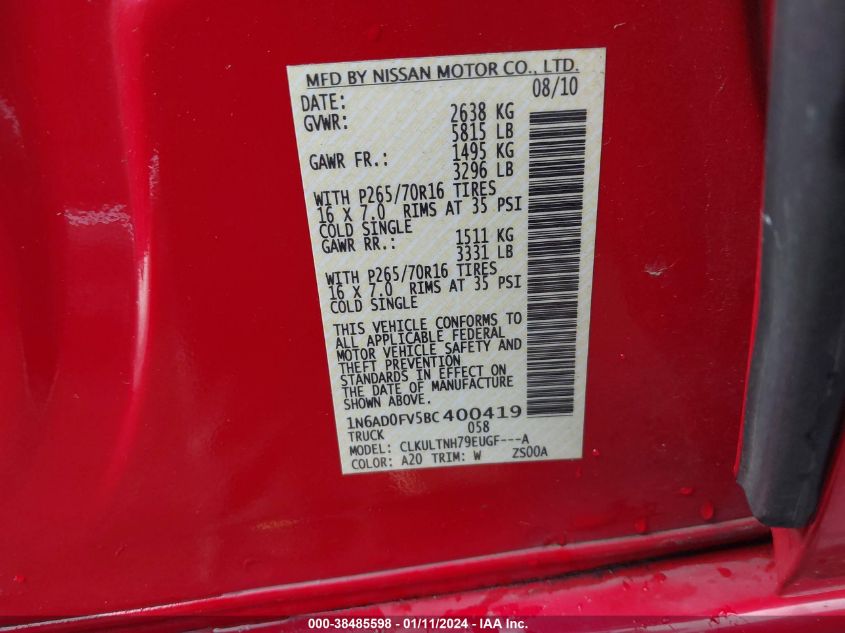 MFD BY NISSAN MOTOR CO., LTD.
DATE: 08/10
GVWR: 2638 KG
5815 LB
GAWR FR.: 1495 KG
3296 LB
WITH P265/70R16 TIRES
16 X 7.0 RIMS AT 35 PSI
COLD SINGLE
GAWR RR.: 1511 KG
3331 LB
WITH P265/70R16 TIRES
16 X 7.0 RIMS AT 35 PSI
COLD SINGLE
THIS VEHICLE CONFORMS TO
ALL APPLICABLE FEDERAL
MOTOR VEHICLE SAFETY AND
THEFT PREVENTION
STANDARDS IN EFFECT ON
THE DATE OF MANUFACTURE
SHOWN ABOVE.
1N6AD0FV5BC400419
TRUCK 058
MODEL: CLKULTNH79EUGF---A
COLOR: A20 TRIM: W ZS00A
000-38485598 - 01/11/2024 - IAA Inc.